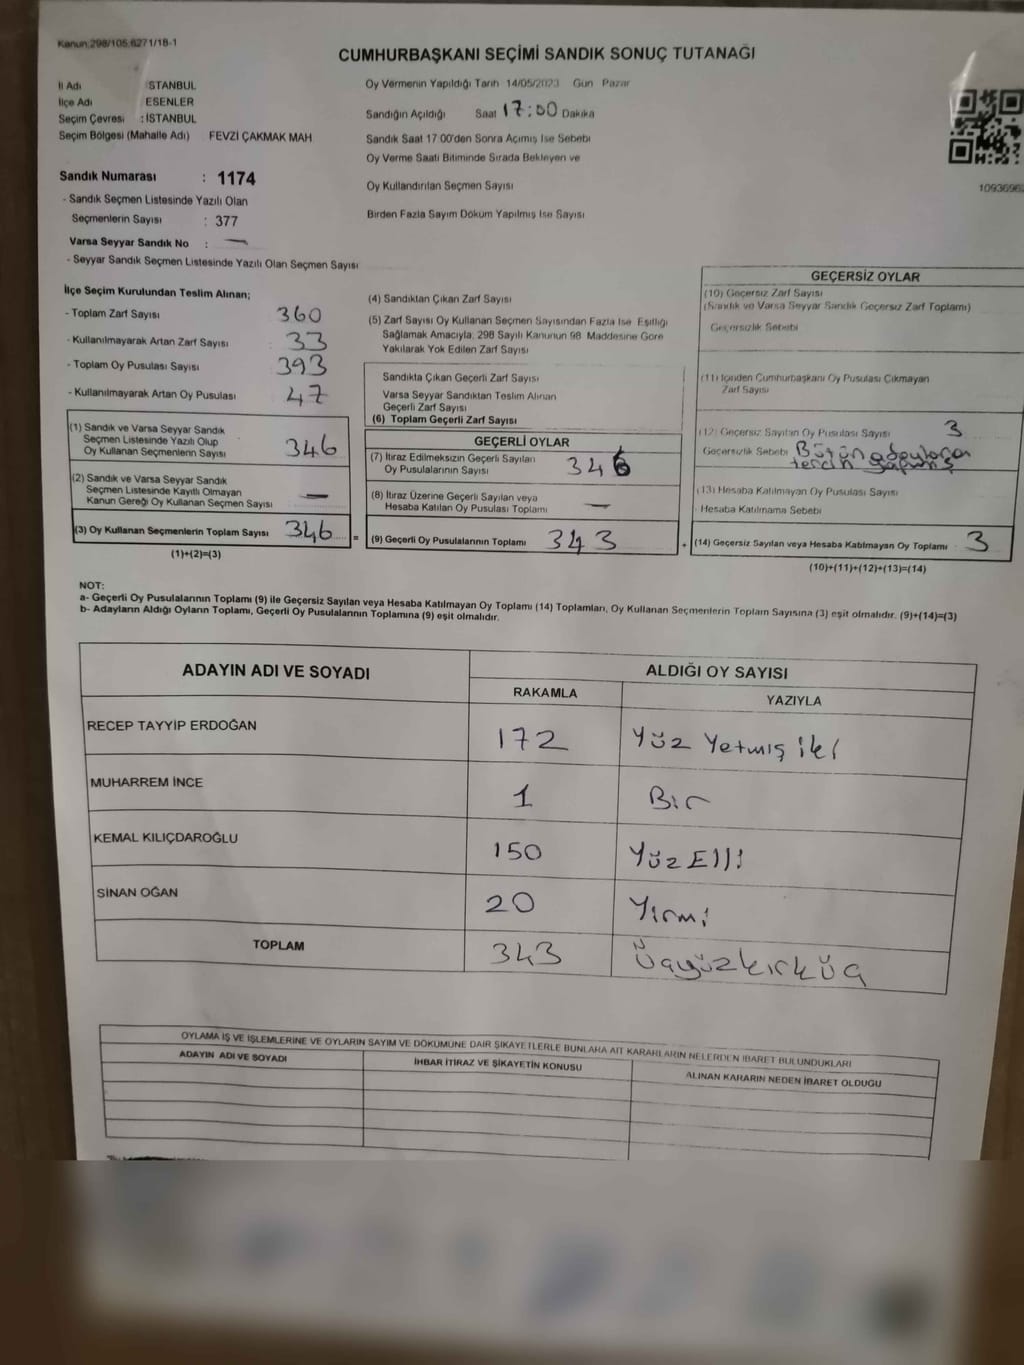 Kanun:298/105.6271/18-1
CUMHURBAŞKANI SEÇİMİ SANDIK SONUÇ TUTANAĞI
İl Adı STANBUL
İlçe Adı ESENLER
Seçim Çevresi : İSTANBUL
Seçim Bölgesi (Mahalle Adı) FEVZİ ÇAKMAK MAH
Sandık Numarası : 1174
- Sandık Seçmen Listesinde Yazılı Olan
Seçmenlerin Sayısı : 377
Varsa Seyyar Sandık No : —
- Seyyar Sandık Seçmen Listesinde Yazılı Olan Seçmen Sayısı
Oy Vermenin Yapıldığı Tarih 14/05/2023 Gün Pazar
Sandığın Açıldığı Saat 17:00 Dakika
Sandık Saat 17 00'den Sonra Açımış İse Sebebi
Oy Verme Saati Bitiminde Sırada Bekleyen ve
Oy Kullandırılan Seçmen Sayısı
Birden Fazla Sayım Döküm Yapılmış İse Sayısı
İlçe Seçim Kurulundan Teslim Alınan;
- Toplam Zarf Sayısı 360
- Kullanılmayarak Artan Zarf Sayısı 33
- Toplam Oy Pusulası Sayısı 393
- Kullanılmayarak Artan Oy Pusulası 47
(1) Sandık ve Varsa Seyyar Sandık
Seçmen Listesinde Yazılı Olup
Oy Kullanan Seçmenlerin Sayısı 346
(2) Sandık ve Varsa Seyyar Sandık
Seçmen Listesinde Kayıtlı Olmayan
Kanun Gereği Oy Kullanan Seçmen Sayısı —
(3) Oy Kullanan Seçmenlerin Toplam Sayısı 346 =
(1)+(2)=(3)
(4) Sandıktan Çıkan Zarf Sayısı
(5) Zarf Sayısı Oy Kullanan Seçmen Sayısından Fazla İse Eşitliği
Sağlamak Amacıyla; 298 Sayılı Kanunun 98 Maddesine Göre
Yakılarak Yok Edilen Zarf Sayısı
Sandıkta Çıkan Geçerli Zarf Sayısı
Varsa Seyyar Sandıktan Teslim Alınan
Geçerli Zarf Sayısı
(6) Toplam Geçerli Zarf Sayısı
GEÇERLİ OYLAR
(7) İtiraz Edilmeksizin Geçerli Sayılan
Oy Pusulalarının Sayısı 346
(8) İtiraz Üzerine Geçerli Sayılan veya
Hesaba Katılan Oy Pusulası Toplamı —
(9) Geçerli Oy Pusulalarının Toplamı 343 +
10936962
GEÇERSİZ OYLAR
(10) Geçersiz Zarf Sayısı
(Sandık ve Varsa Seyyar Sandık Geçersiz Zarf Toplamı)
Geçersizlik Sebebi
(11) İçinden Cumhurbaşkanı Oy Pusulası Çıkmayan
Zarf Sayısı
(12) Geçersiz Sayılan Oy Pusulası Sayısı 3
Geçersizlik Sebebi Bütün adaylara
tercih yapılmış
(13) Hesaba Katılmayan Oy Pusulası Sayısı
Hesaba Katılmama Sebebi
(14) Geçersiz Sayılan veya Hesaba Katılmayan Oy Toplamı 3
(10)+(11)+(12)+(13)=(14)
NOT:
a- Geçerli Oy Pusulalarının Toplamı (9) ile Geçersiz Sayılan veya Hesaba Katılmayan Oy Toplamı (14) Toplamları, Oy Kullanan Seçmenlerin Toplam Sayısına (3) eşit olmalıdır. (9)+(14)=(3)
b- Adayların Aldığı Oyların Toplamı, Geçerli Oy Pusulalarının Toplamına (9) eşit olmalıdır.
ADAYIN ADI VE SOYADI ALDIĞI OY SAYISI
RAKAMLA YAZIYLA
RECEP TAYYİP ERDOĞAN 172 Yüz Yetmiş iki
MUHARREM İNCE 1 Bir
KEMAL KILIÇDAROĞLU 150 Yüz Elli
SİNAN OĞAN 20 Yirmi
TOPLAM 343 Üçyüzkırküç
OYLAMA İŞ VE İŞLEMLERİNE VE OYLARIN SAYIM VE DÖKÜMÜNE DAİR ŞİKAYETLERLE BUNLARA AİT KARARLARIN NELERDEN İBARET BULUNDUKLARI
ADAYIN ADI VE SOYADI İHBAR İTİRAZ VE ŞİKAYETİN KONUSU ALINAN KARARIN NEDEN İBARET OLDUĞU